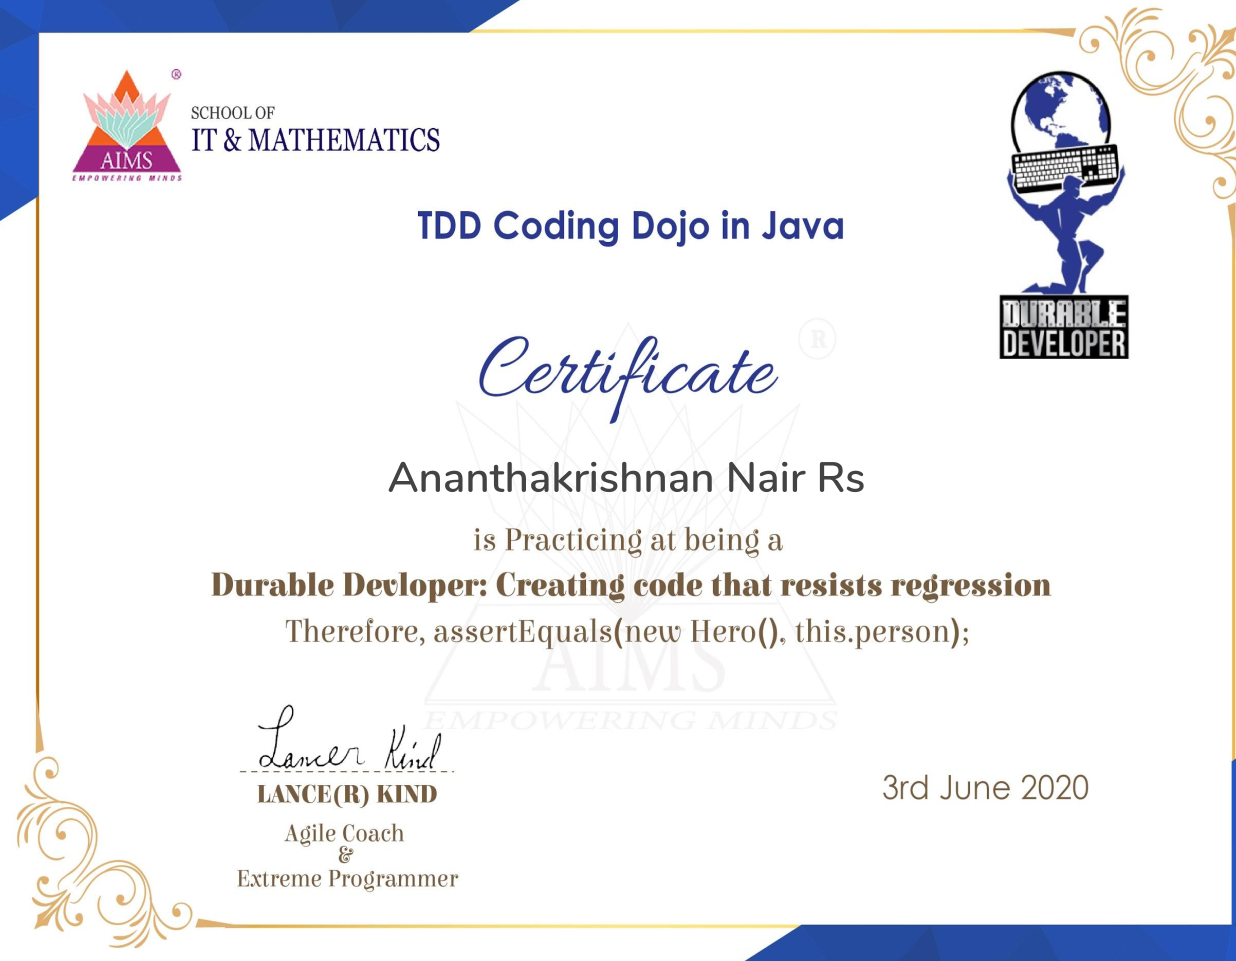 ®
SCHOOL OF
IT & MATHEMATICS
AIMS
EMPOWERING MINDS
TDD Coding Dojo in Java
DURABLE
DEVELOPER
Certificate
®
Ananthakrishnan Nair Rs
is Practicing at being a
Durable Devloper: Creating code that resists regression
Therefore, assertEquals(new Hero(), this.person);
AIMS
EMPOWERING MINDS
Lancer Kind
LANCE(R) KIND
Agile Coach
&
Extreme Programmer
3rd June 2020